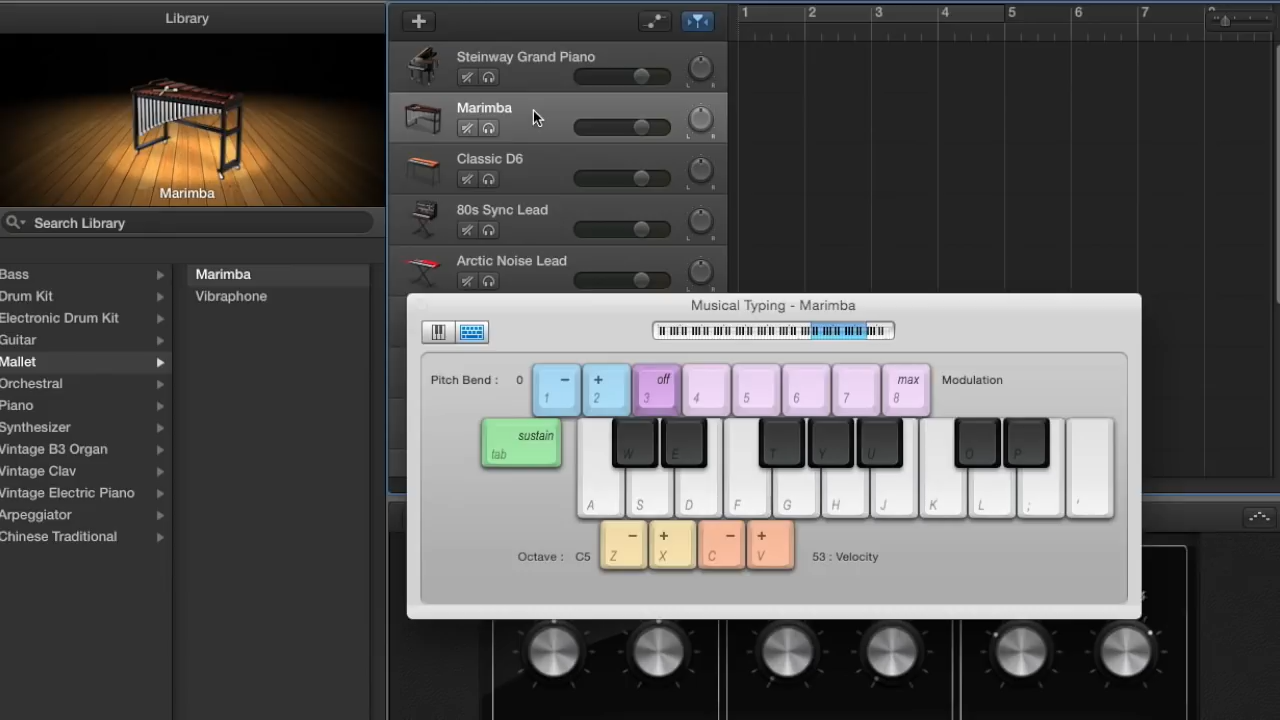 Library
1 2 3 4 5 6 7
Steinway Grand Piano
L R
Marimba
L R
Marimba
Classic D6
L R
Search Library
80s Sync Lead
L R
Arctic Noise Lead
Bass
Drum Kit
Electronic Drum Kit
Guitar
Mallet
Orchestral
Piano
Synthesizer
Vintage B3 Organ
Vintage Clav
Vintage Electric Piano
Arpeggiator
Chinese Traditional
Marimba
Vibraphone
Musical Typing - Marimba
Pitch Bend : 0
− + off max
1 2 3 4 5 6 7 8
Modulation
sustain
tab
W E T Y U O P
A S D F G H J K L ; '
Octave : C5
− + − +
Z X C V
53 : Velocity